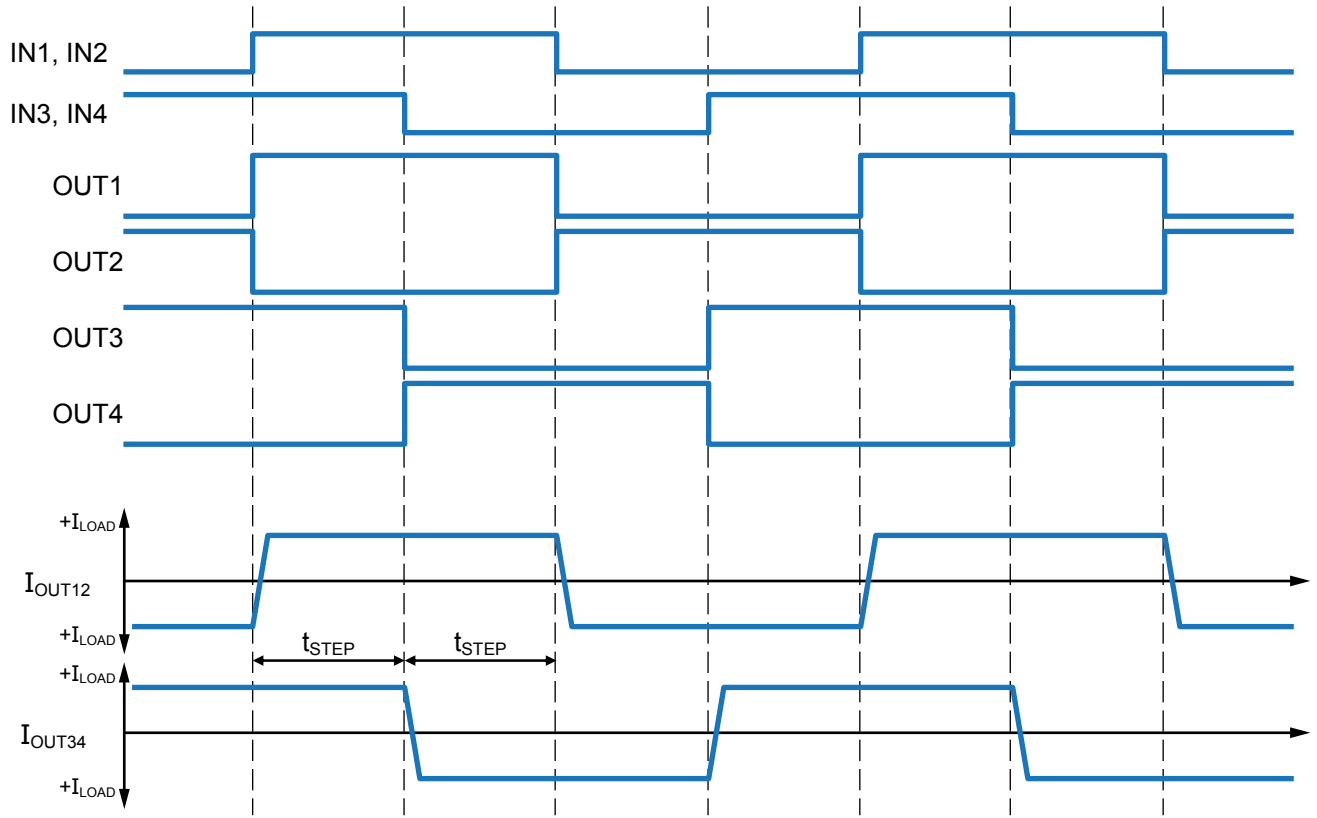 IN1, IN2
IN3, IN4
OUT1
OUT2
OUT3
OUT4
+ILOAD
IOUT12
+ILOAD
tSTEP tSTEP
+ILOAD
IOUT34
+ILOAD